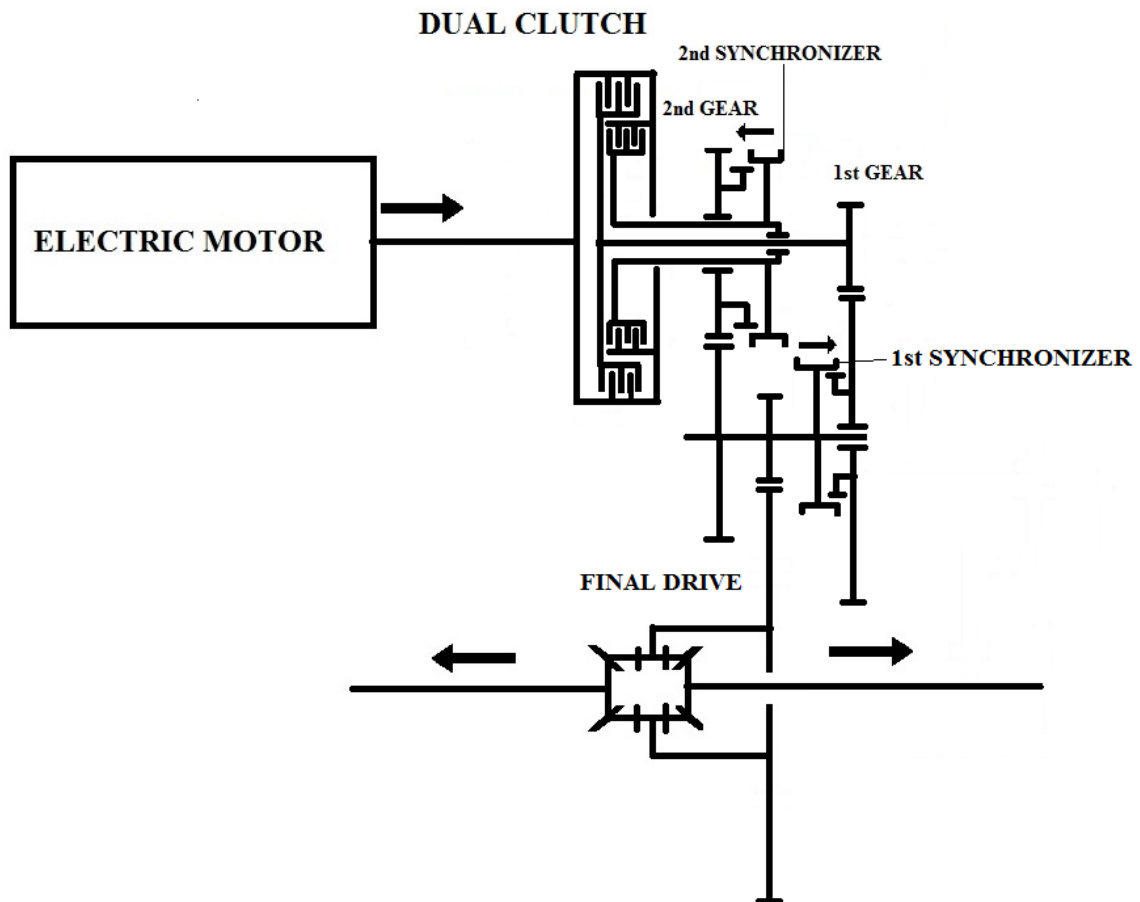 DUAL CLUTCH
2nd SYNCHRONIZER
2nd GEAR
1st GEAR
ELECTRIC MOTOR
1st SYNCHRONIZER
FINAL DRIVE